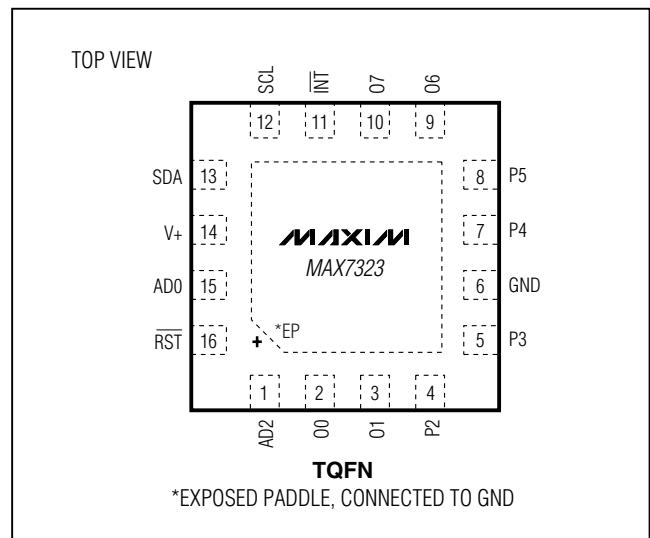 TOP VIEW
SCL
I̅N̅T̅
O7
O6
12
11
10
9
SDA
13
8
P5
V+
14
MAXIM
7
P4
MAX7323
AD0
15
6
GND
R̅S̅T̅
16
+
*EP
5
P3
1
2
3
4
AD2
O0
O1
P2
TQFN
*EXPOSED PADDLE, CONNECTED TO GND